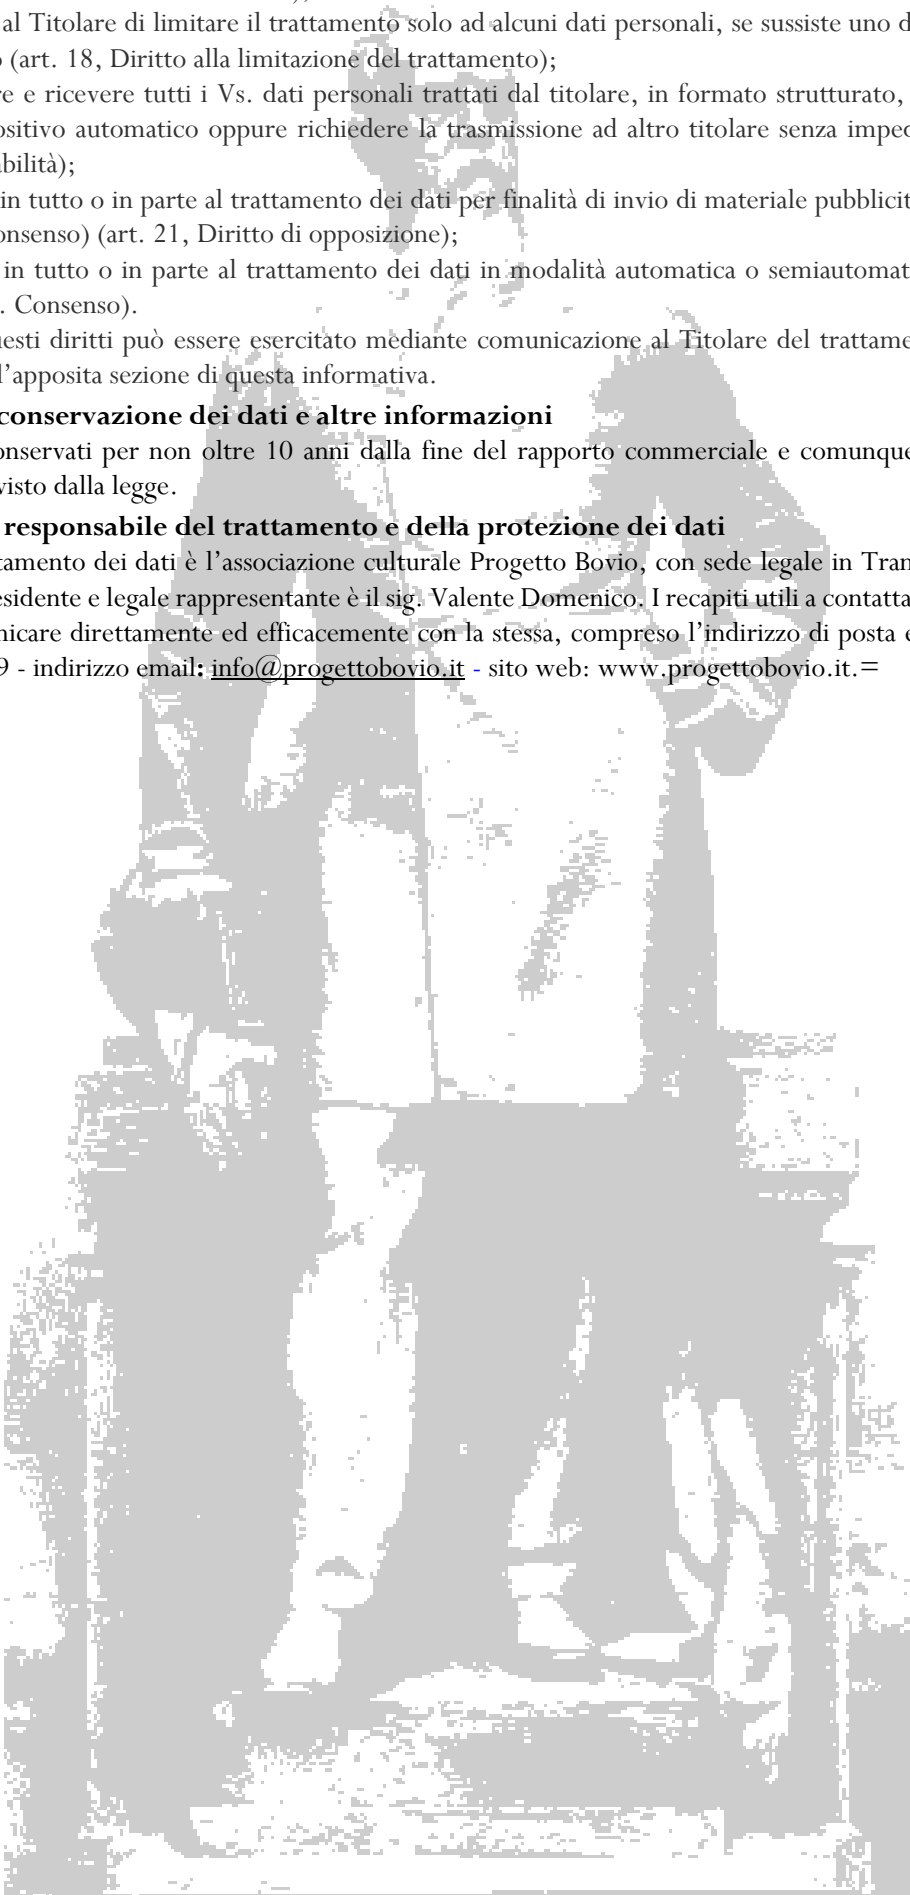 al Titolare di limitare il trattamento solo ad alcuni dati personali, se sussiste uno d
o (art. 18, Diritto alla limitazione del trattamento);
re e ricevere tutti i Vs. dati personali trattati dal titolare, in formato strutturato,
ositivo automatico oppure richiedere la trasmissione ad altro titolare senza imped
abilità);
in tutto o in parte al trattamento dei dati per finalità di invio di materiale pubblicit
onsenso) (art. 21, Diritto di opposizione);
in tutto o in parte al trattamento dei dati in modalità automatica o semiautomat
. Consenso).
uesti diritti può essere esercitato mediante comunicazione al Titolare del trattame
l’apposita sezione di questa informativa.
conservazione dei dati e altre informazioni
onservati per non oltre 10 anni dalla fine del rapporto commerciale e comunque
visto dalla legge.
responsabile del trattamento e della protezione dei dati
tamento dei dati è l’associazione culturale Progetto Bovio, con sede legale in Tran
esidente e legale rappresentante è il sig. Valente Domenico. I recapiti utili a contatta
nicare direttamente ed efficacemente con la stessa, compreso l’indirizzo di posta e
9 - indirizzo email: info@progettobovio.it - sito web: www.progettobovio.it.=